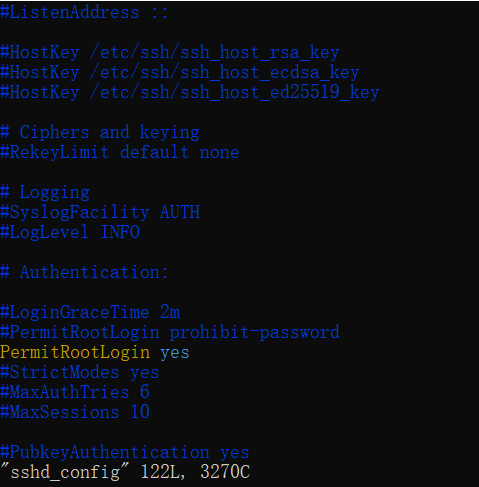 #ListenAddress ::
#HostKey /etc/ssh/ssh_host_rsa_key
#HostKey /etc/ssh/ssh_host_ecdsa_key
#HostKey /etc/ssh/ssh_host_ed25519_key
# Ciphers and keying
#RekeyLimit default none
# Logging
#SyslogFacility AUTH
#LogLevel INFO
# Authentication:
#LoginGraceTime 2m
#PermitRootLogin prohibit-password
PermitRootLogin yes
#StrictModes yes
#MaxAuthTries 6
#MaxSessions 10
#PubkeyAuthentication yes
"sshd_config" 122L, 3270C